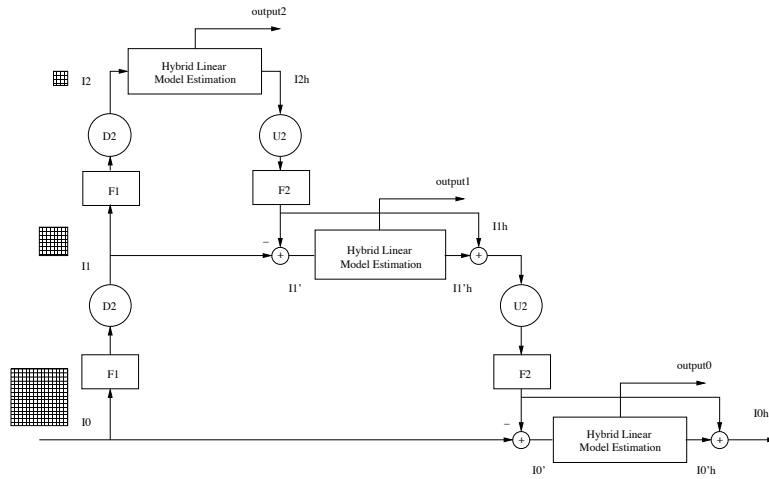 output2
Hybrid Linear
Model Estimation
I2
I2h
D2
U2
F1
F2
output1
I1h
−
+
Hybrid Linear
Model Estimation
+
I1
I1'
I1'h
D2
U2
F1
F2
output0
I0
I0h
−
+
Hybrid Linear
Model Estimation
+
I0'
I0'h